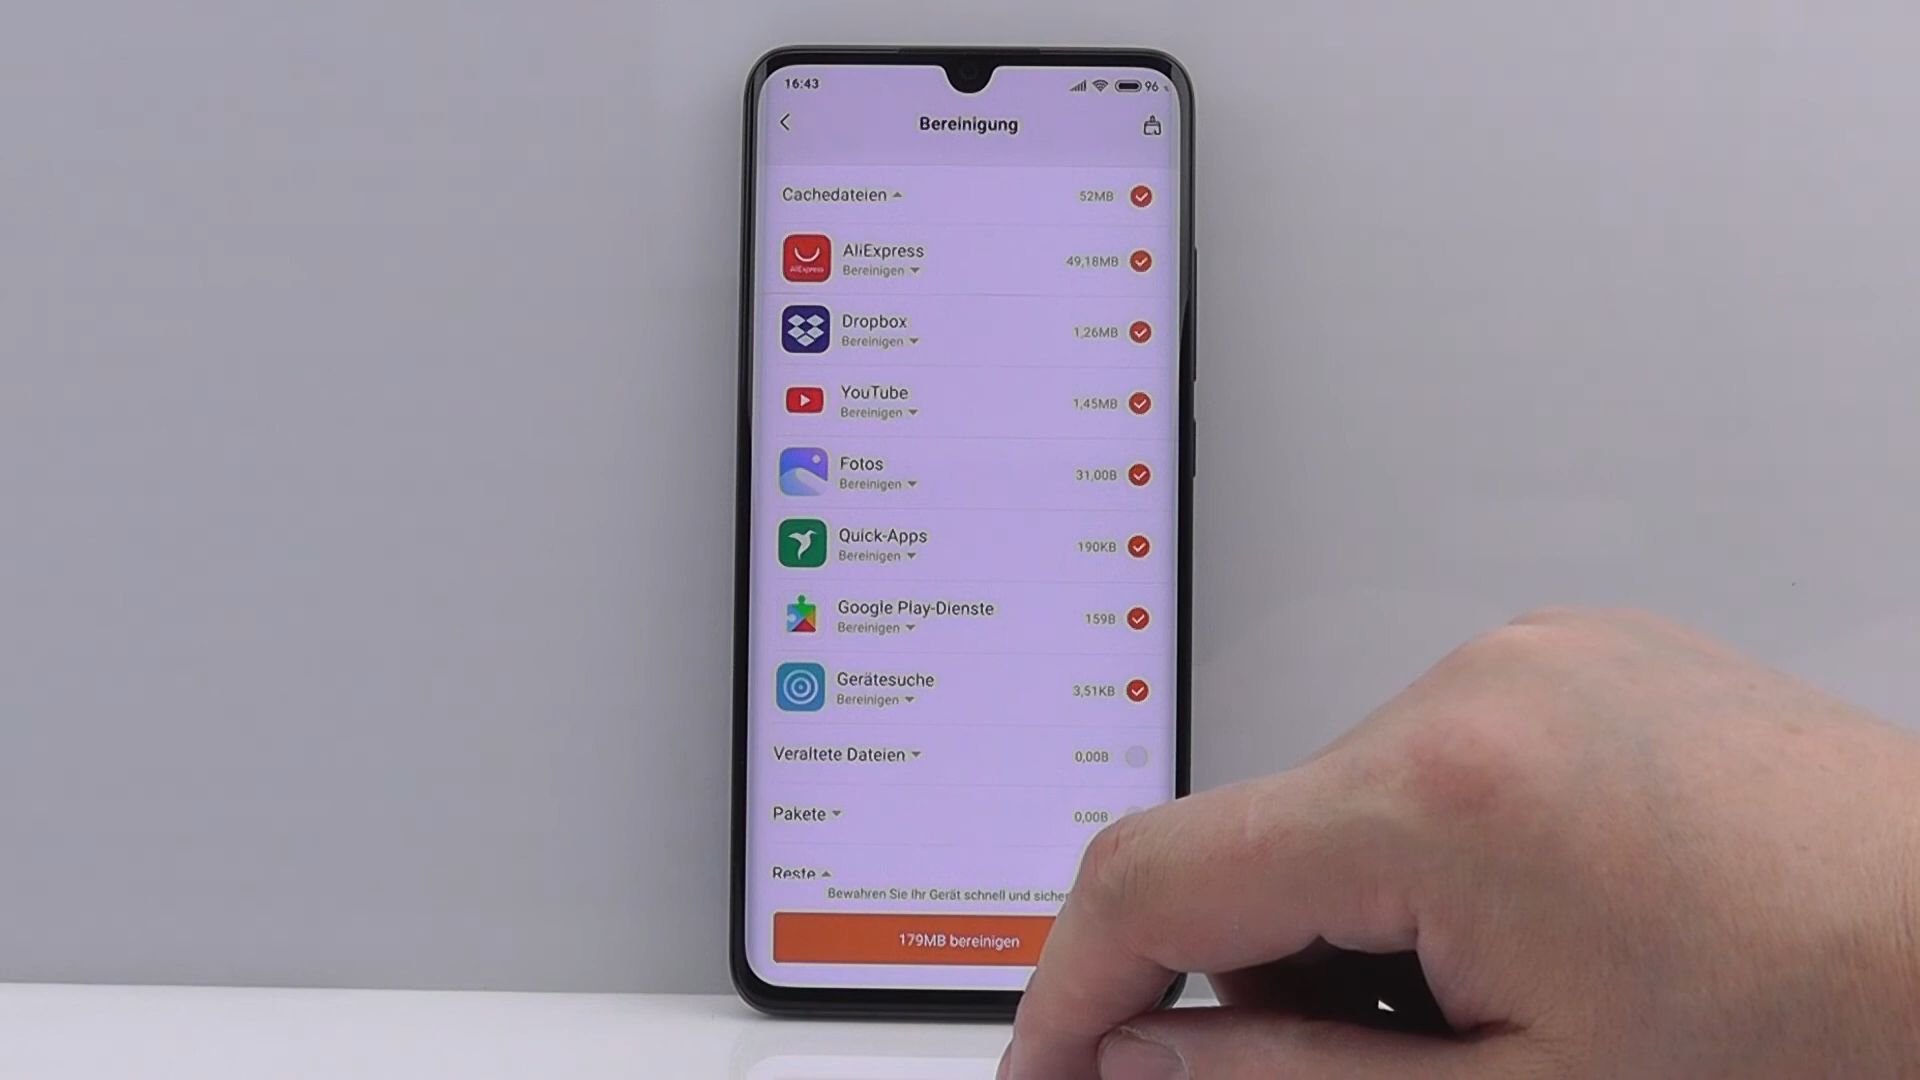 16:43
96
Bereinigung
Cachedateien 52MB
AliExpress
AliExpress
Bereinigen
49,18MB
Dropbox
Bereinigen
1,26MB
YouTube
Bereinigen
1,45MB
Fotos
Bereinigen
31,00B
Quick-Apps
Bereinigen
190KB
Google Play-Dienste
Bereinigen
159B
Gerätesuche
Bereinigen
3,51KB
Veraltete Dateien 0,00B
Pakete 0,00B
Reste
Bewahren Sie Ihr Gerät schnell und
179MB bereinigen